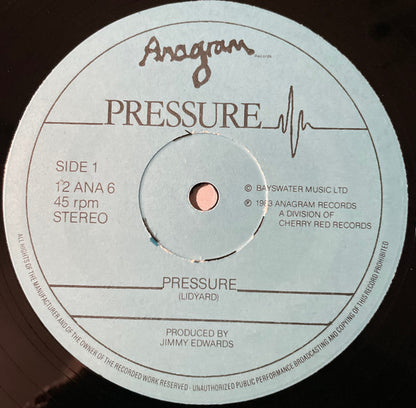 Anagram
Records
PRESSURE
SIDE 1
12 ANA 6
45 rpm
STEREO
© BAYSWATER MUSIC LTD
℗ 1983 ANAGRAM RECORDS
A DIVISION OF
CHERRY RED RECORDS
PRESSURE
(LIDYARD)
PRODUCED BY
JIMMY EDWARDS
ALL RIGHTS OF THE MANUFACTURER AND OF THE OWNER OF THE RECORDED WORK RESERVED · UNAUTHORIZED PUBLIC PERFORMANCE BROADCASTING AND COPYING OF THIS RECORD PROHIBITED